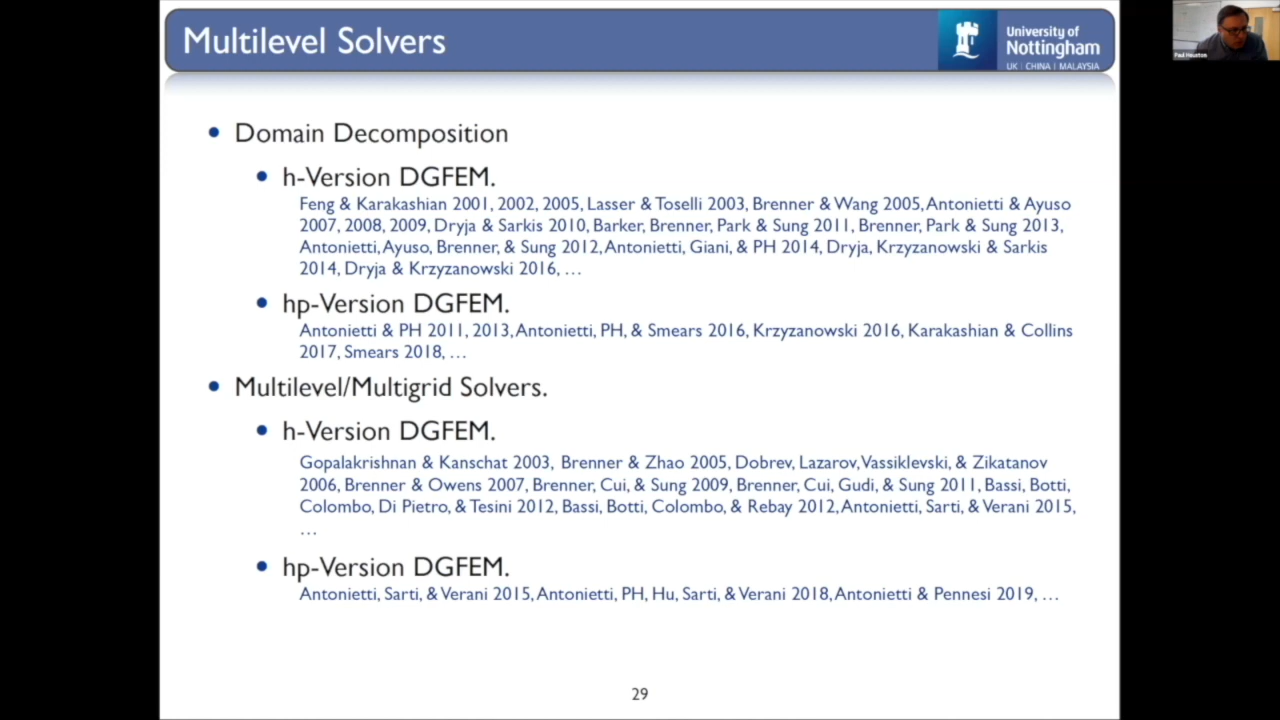 Multilevel Solvers
University of
Nottingham
UK | CHINA | MALAYSIA
Paul Houston
• Domain Decomposition
• h-Version DGFEM.
Feng & Karakashian 2001, 2002, 2005, Lasser & Toselli 2003, Brenner & Wang 2005, Antonietti & Ayuso
2007, 2008, 2009, Dryja & Sarkis 2010, Barker, Brenner, Park & Sung 2011, Brenner, Park & Sung 2013,
Antonietti, Ayuso, Brenner, & Sung 2012, Antonietti, Giani, & PH 2014, Dryja, Krzyzanowski & Sarkis
2014, Dryja & Krzyzanowski 2016, …
• hp-Version DGFEM.
Antonietti & PH 2011, 2013, Antonietti, PH, & Smears 2016, Krzyzanowski 2016, Karakashian & Collins
2017, Smears 2018, …
• Multilevel/Multigrid Solvers.
• h-Version DGFEM.
Gopalakrishnan & Kanschat 2003, Brenner & Zhao 2005, Dobrev, Lazarov, Vassiklevski, & Zikatanov
2006, Brenner & Owens 2007, Brenner, Cui, & Sung 2009, Brenner, Cui, Gudi, & Sung 2011, Bassi, Botti,
Colombo, Di Pietro, & Tesini 2012, Bassi, Botti, Colombo, & Rebay 2012, Antonietti, Sarti, & Verani 2015,
…
• hp-Version DGFEM.
Antonietti, Sarti, & Verani 2015, Antonietti, PH, Hu, Sarti, & Verani 2018, Antonietti & Pennesi 2019, …
29